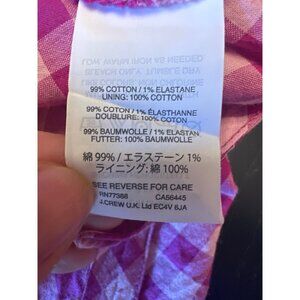 99% COTTON / 1% ELASTANE
LINING: 100% COTTON
99% COTTON / 1% ÉLASTHANNE
DOUBLURE: 100% COTON
99% BAUMWOLLE / 1% ELASTAN
FUTTER: 100% BAUMWOLLE
綿 99% / エラステーン 1%
ライニング: 綿 100%
SEE REVERSE FOR CARE
RN77388 CA56445
J.CREW U.K. Ltd EC4V 6JA